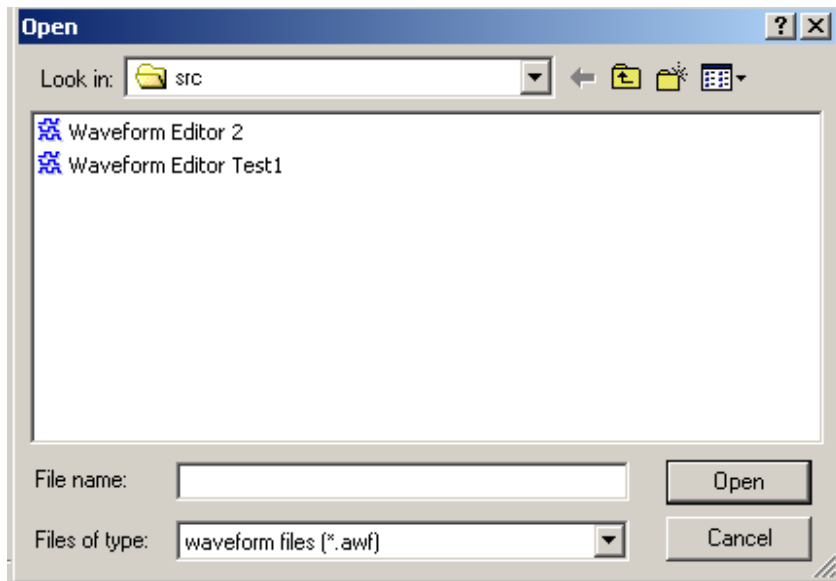 Open
Look in: src
Waveform Editor 2
Waveform Editor Test1
File name:
Open
Files of type: waveform files (*.awf)
Cancel